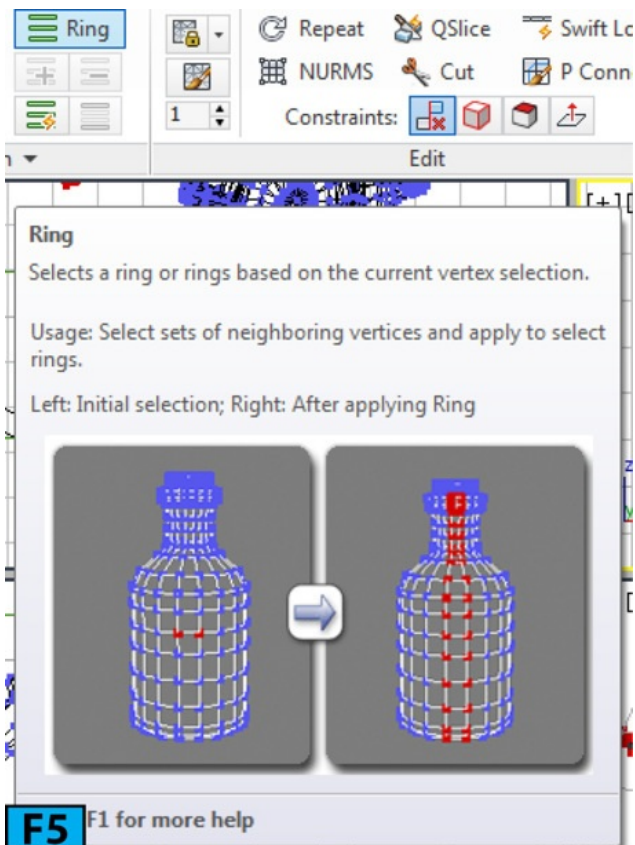 Ring
Repeat
QSlice
Swift Lo
NURMS
Cut
P Conn
1
Constraints:
Edit
[+][
Ring
Selects a ring or rings based on the current vertex selection.
Usage: Select sets of neighboring vertices and apply to select
rings.
Left: Initial selection; Right: After applying Ring
z
F5
F1 for more help